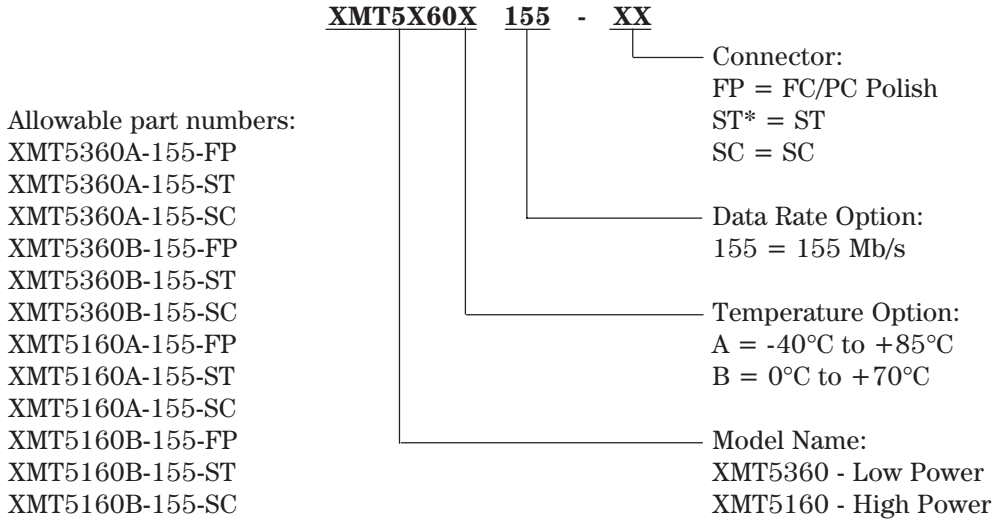 XMT5X60X 155 - XX
Connector:
FP = FC/PC Polish
ST* = ST
SC = SC
Allowable part numbers:
XMT5360A-155-FP
XMT5360A-155-ST
XMT5360A-155-SC
XMT5360B-155-FP
XMT5360B-155-ST
XMT5360B-155-SC
XMT5160A-155-FP
XMT5160A-155-ST
XMT5160A-155-SC
XMT5160B-155-FP
XMT5160B-155-ST
XMT5160B-155-SC
Data Rate Option:
155 = 155 Mb/s
Temperature Option:
A = -40°C to +85°C
B = 0°C to +70°C
Model Name:
XMT5360 - Low Power
XMT5160 - High Power